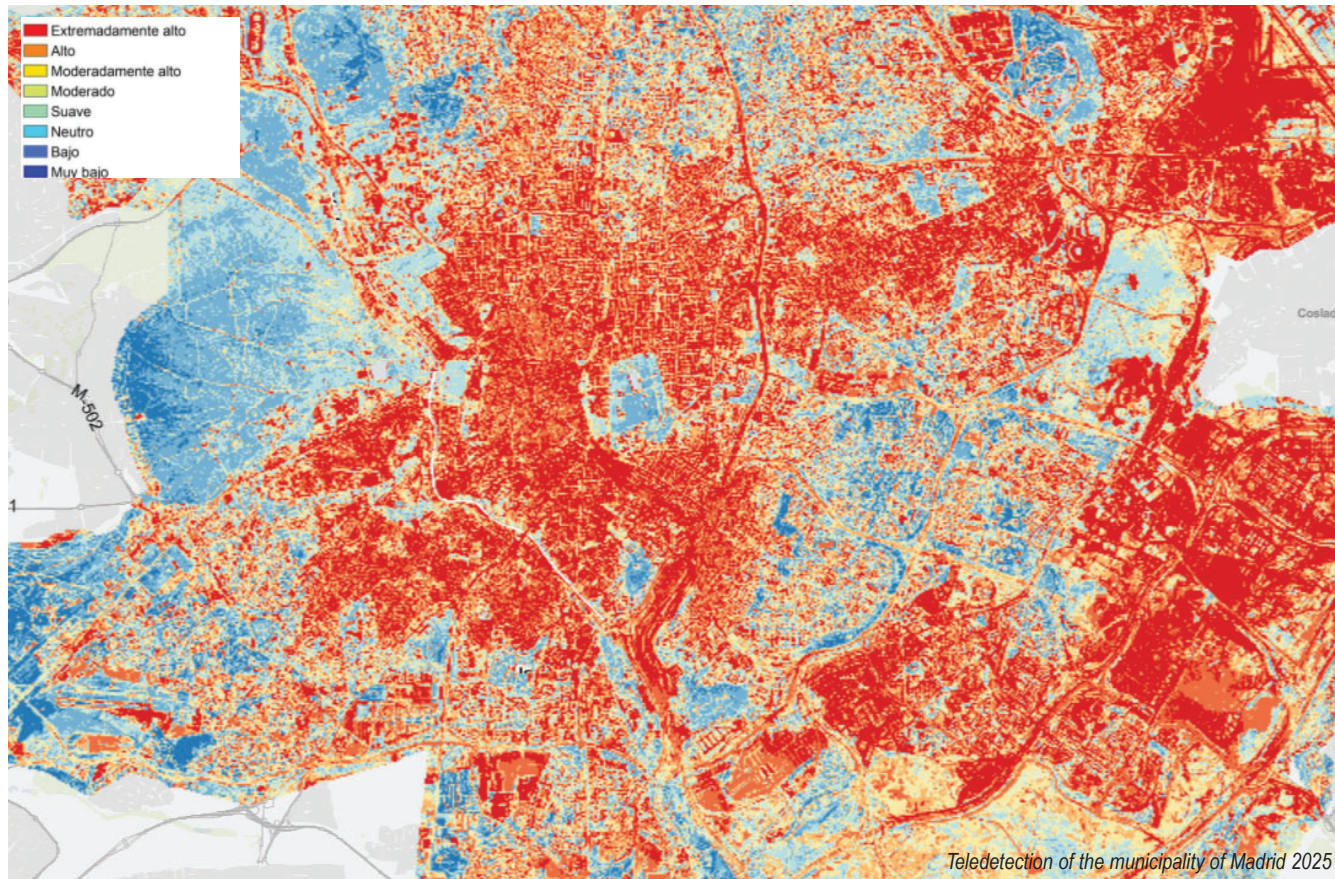 Extremadamente alto
Alto
Moderadamente alto
Moderado
Suave
Neutro
Bajo
Muy bajo
M-502
Coslad
1
Teledetection of the municipality of Madrid 2025